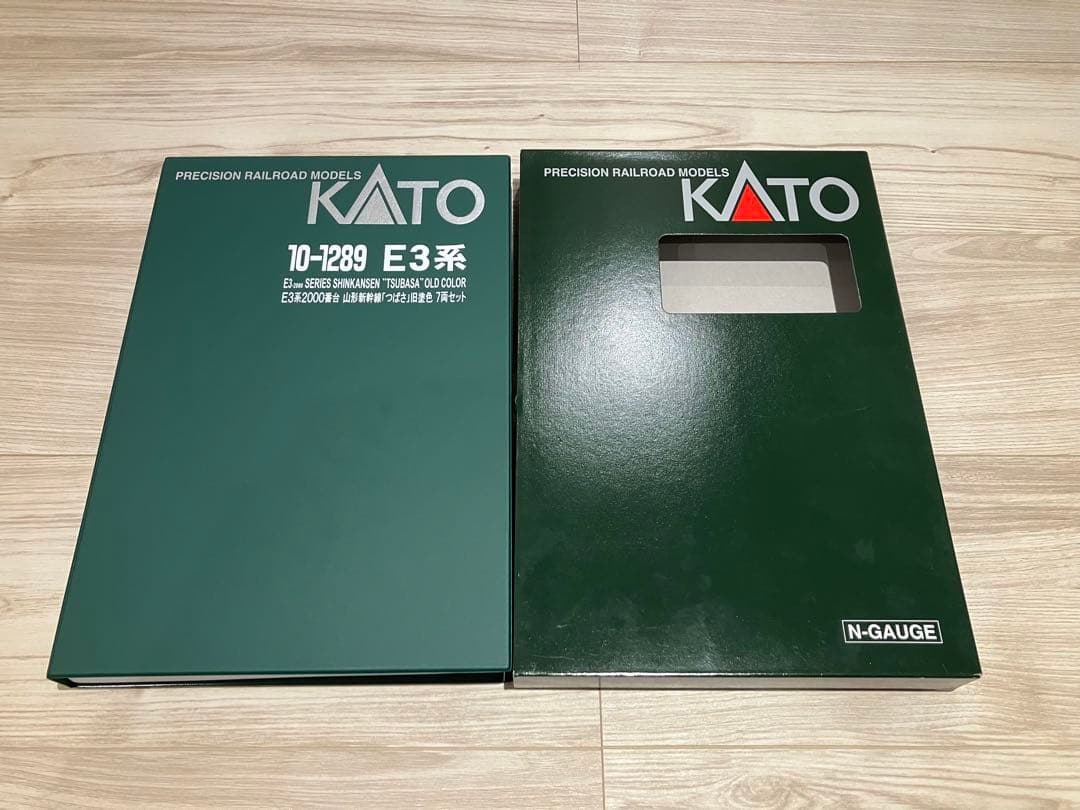 PRECISION RAILROAD MODELS
KATO
10-1289 E3系
E3-2000 SERIES SHINKANSEN "TSUBASA" OLD COLOR
E3系2000番台 山形新幹線「つばさ」旧塗色 7両セット
PRECISION RAILROAD MODELS
KATO
N-GAUGE